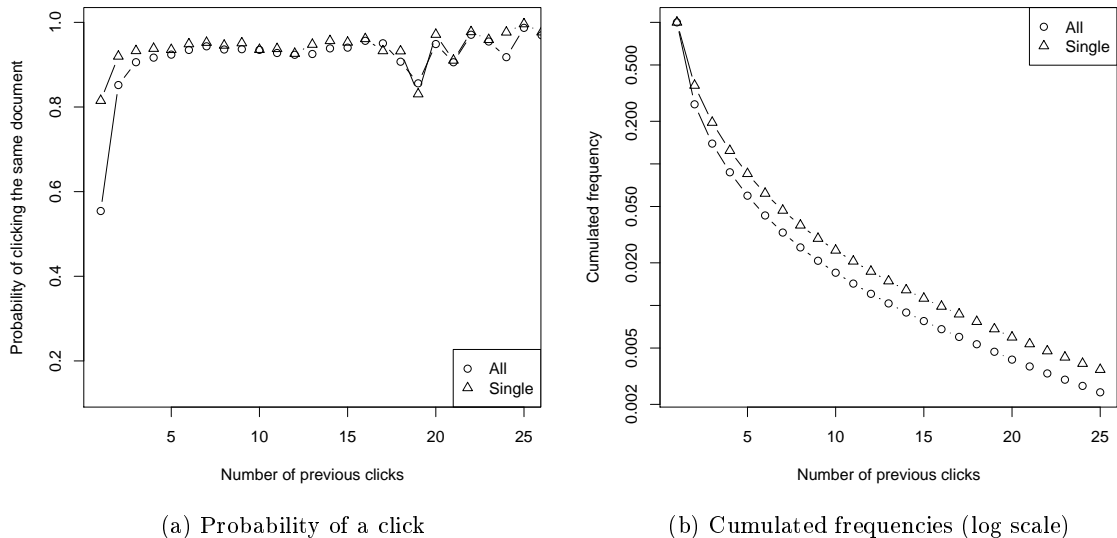 Probability of clicking the same document
1.0
0.8
0.6
0.4
0.2
All
Single
5 10 15 20 25
Number of previous clicks
(a) Probability of a click
Cumulated frequency
0.500
0.200
0.050
0.020
0.005
0.002
All
Single
5 10 15 20 25
Number of previous clicks
(b) Cumulated frequencies (log scale)